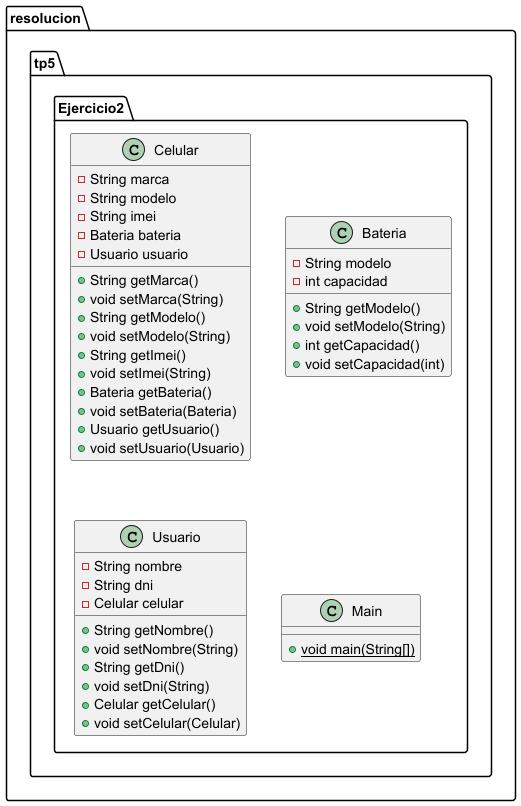 resolucion
tp5
Ejercicio2
C Celular
String marca
String modelo
String imei
Bateria bateria
Usuario usuario
String getMarca()
void setMarca(String)
String getModelo()
void setModelo(String)
String getImei()
void setImei(String)
Bateria getBateria()
void setBateria(Bateria)
Usuario getUsuario()
void setUsuario(Usuario)
C Bateria
String modelo
int capacidad
String getModelo()
void setModelo(String)
int getCapacidad()
void setCapacidad(int)
C Usuario
String nombre
String dni
Celular celular
String getNombre()
void setNombre(String)
String getDni()
void setDni(String)
Celular getCelular()
void setCelular(Celular)
C Main
void main(String[])